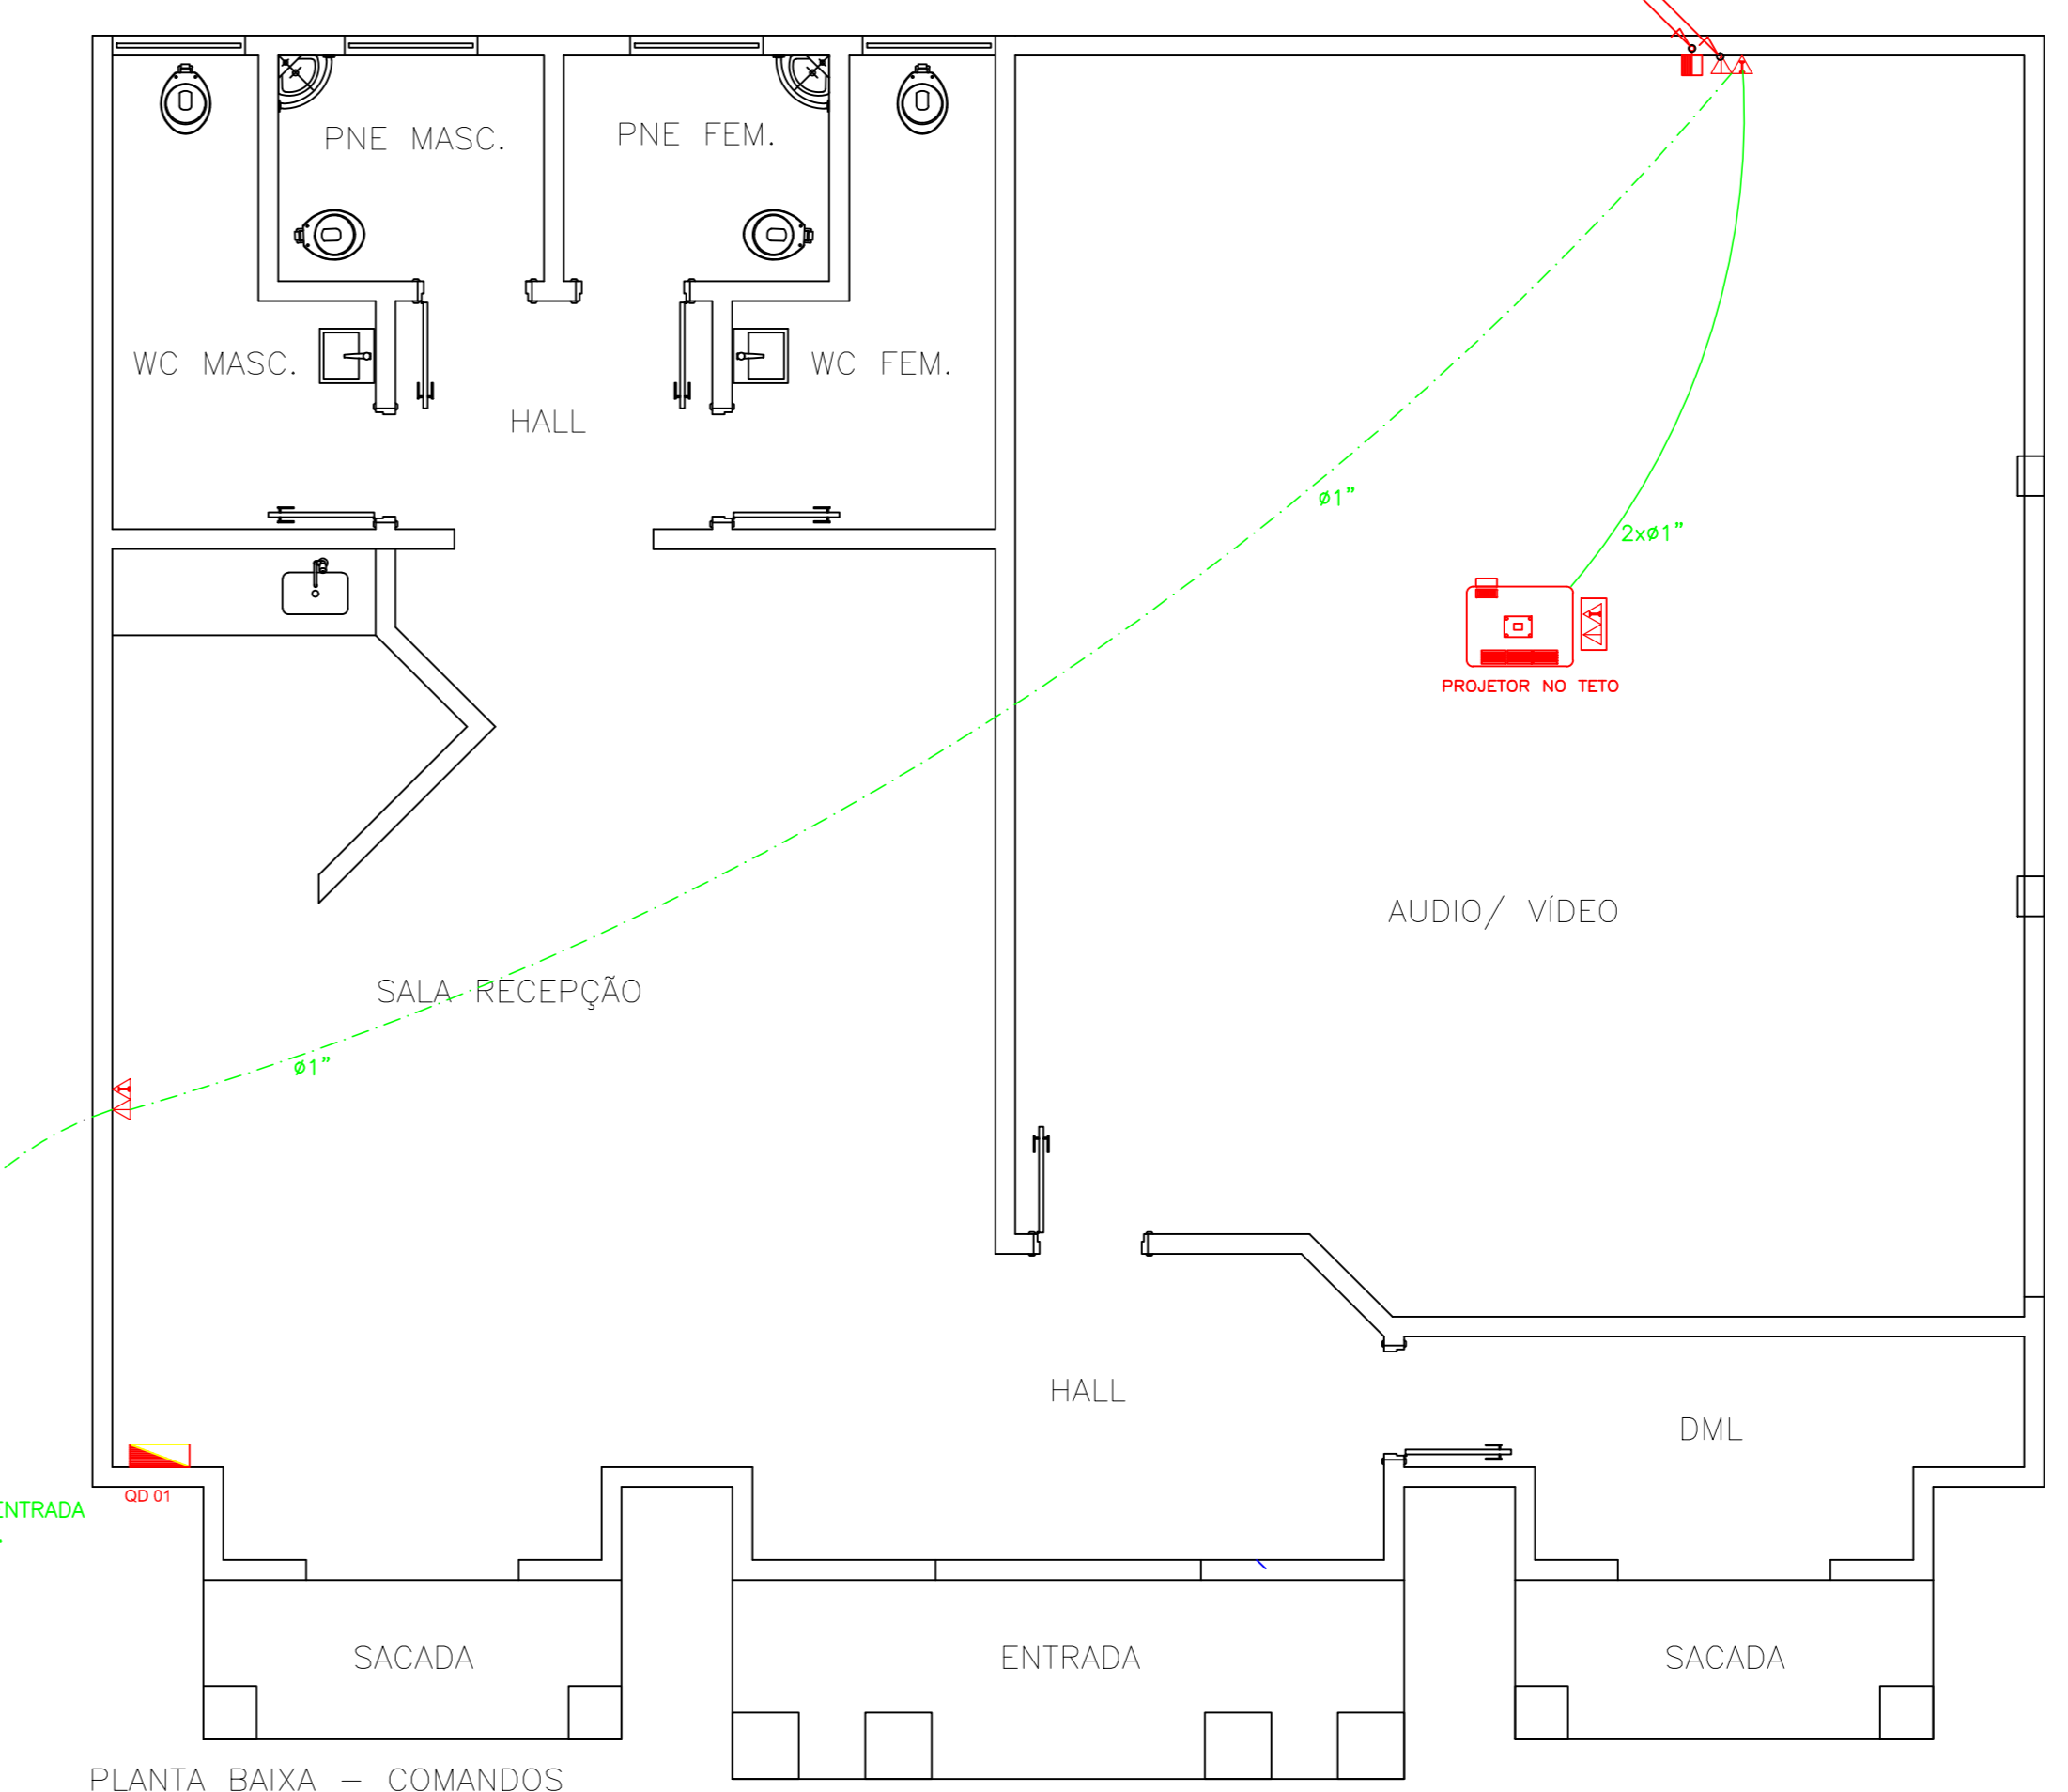 PNE MASC.
PNE FEM.
WC MASC.
WC FEM.
HALL
ø1"
2xø1"
PROJETOR NO TETO
AUDIO/ VÍDEO
SALA RECEPÇÃO
ø1"
HALL
DML
QD 01
ENTRADA
SACADA
ENTRADA
SACADA
PLANTA BAIXA – COMANDOS